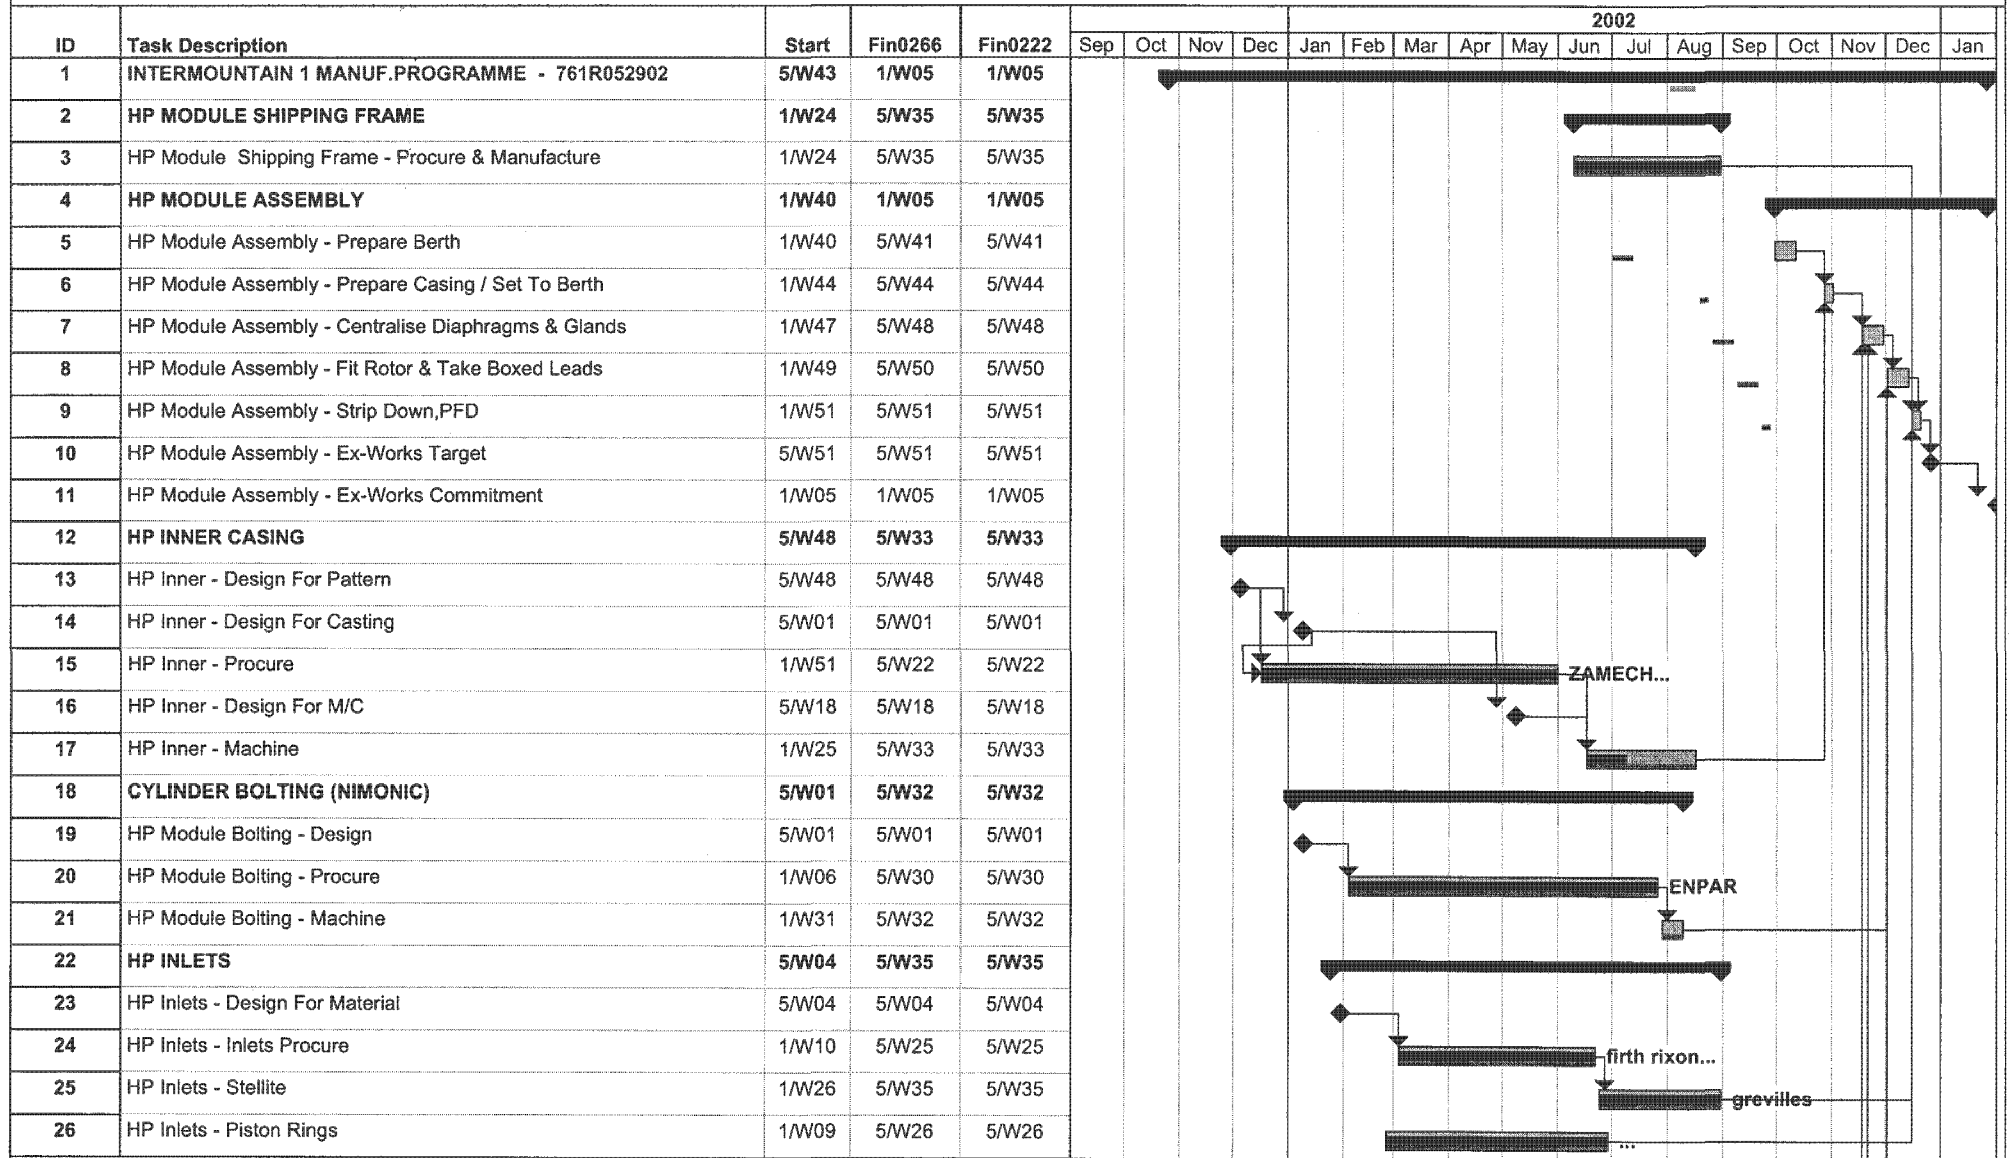 2002
ID Task Description Start Fin0266 Fin0222 Sep Oct Nov Dec Jan Feb Mar Apr May Jun Jul Aug Sep Oct Nov Dec Jan
1 INTERMOUNTAIN 1 MANUF.PROGRAMME - 761R052902 5/W43 1/W05 1/W05
2 HP MODULE SHIPPING FRAME 1/W24 5/W35 5/W35
3 HP Module Shipping Frame - Procure & Manufacture 1/W24 5/W35 5/W35
4 HP MODULE ASSEMBLY 1/W40 1/W05 1/W05
5 HP Module Assembly - Prepare Berth 1/W40 5/W41 5/W41
6 HP Module Assembly - Prepare Casing / Set To Berth 1/W44 5/W44 5/W44
7 HP Module Assembly - Centralise Diaphragms & Glands 1/W47 5/W48 5/W48
8 HP Module Assembly - Fit Rotor & Take Boxed Leads 1/W49 5/W50 5/W50
9 HP Module Assembly - Strip Down,PFD 1/W51 5/W51 5/W51
10 HP Module Assembly - Ex-Works Target 5/W51 5/W51 5/W51
11 HP Module Assembly - Ex-Works Commitment 1/W05 1/W05 1/W05
12 HP INNER CASING 5/W48 5/W33 5/W33
13 HP Inner - Design For Pattern 5/W48 5/W48 5/W48
14 HP Inner - Design For Casting 5/W01 5/W01 5/W01
15 HP Inner - Procure 1/W51 5/W22 5/W22 ZAMECH...
16 HP Inner - Design For M/C 5/W18 5/W18 5/W18
17 HP Inner - Machine 1/W25 5/W33 5/W33
18 CYLINDER BOLTING (NIMONIC) 5/W01 5/W32 5/W32
19 HP Module Bolting - Design 5/W01 5/W01 5/W01
20 HP Module Bolting - Procure 1/W06 5/W30 5/W30 ENPAR
21 HP Module Bolting - Machine 1/W31 5/W32 5/W32
22 HP INLETS 5/W04 5/W35 5/W35
23 HP Inlets - Design For Material 5/W04 5/W04 5/W04
24 HP Inlets - Inlets Procure 1/W10 5/W25 5/W25 firth rixon...
25 HP Inlets - Stellite 1/W26 5/W35 5/W35 grevilles
26 HP Inlets - Piston Rings 1/W09 5/W26 5/W26 ...